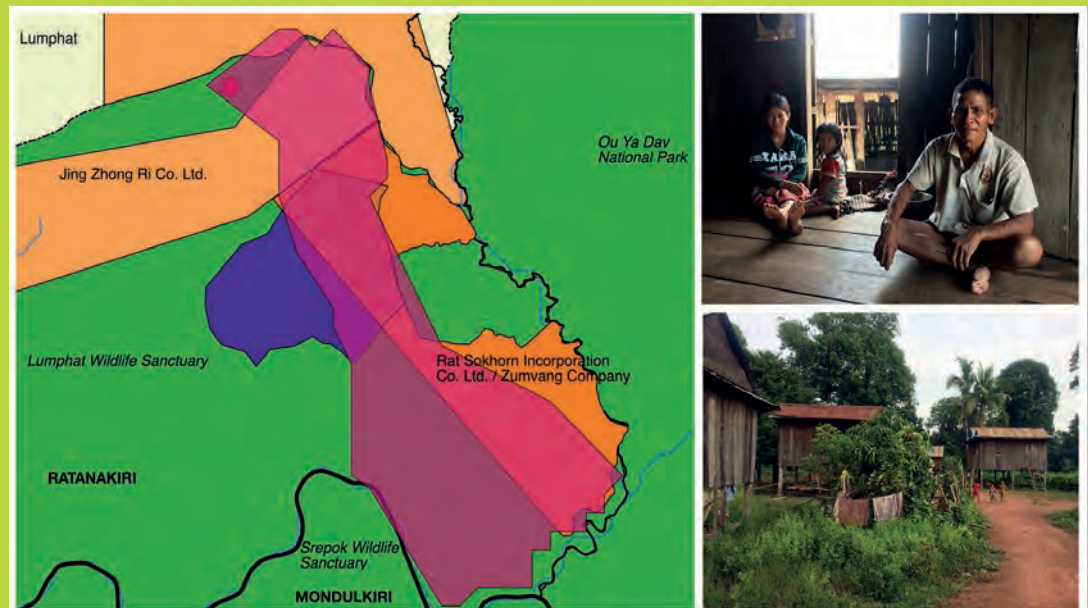 Lumphat
Ou Ya Dav
National Park
Jing Zhong Ri Co. Ltd.
Lumphat Wildlife Sanctuary
Rat Sokhorn Incorporation
Co. Ltd. / Zumvang Company
RATANAKIRI
Srepok Wildlife
Sanctuary
MONDULKIRI